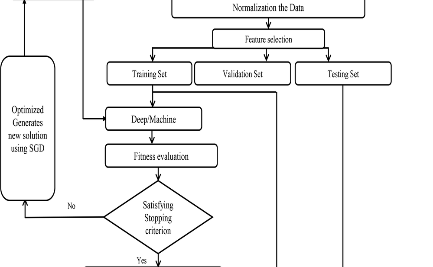 Normalization the Data
Feature selection
Training Set
Validation Set
Testing Set
Deep/Machine
Fitness evaluation
Optimized
Generates
new solution
using SGD
Satisfying
Stopping
criterion
No
Yes